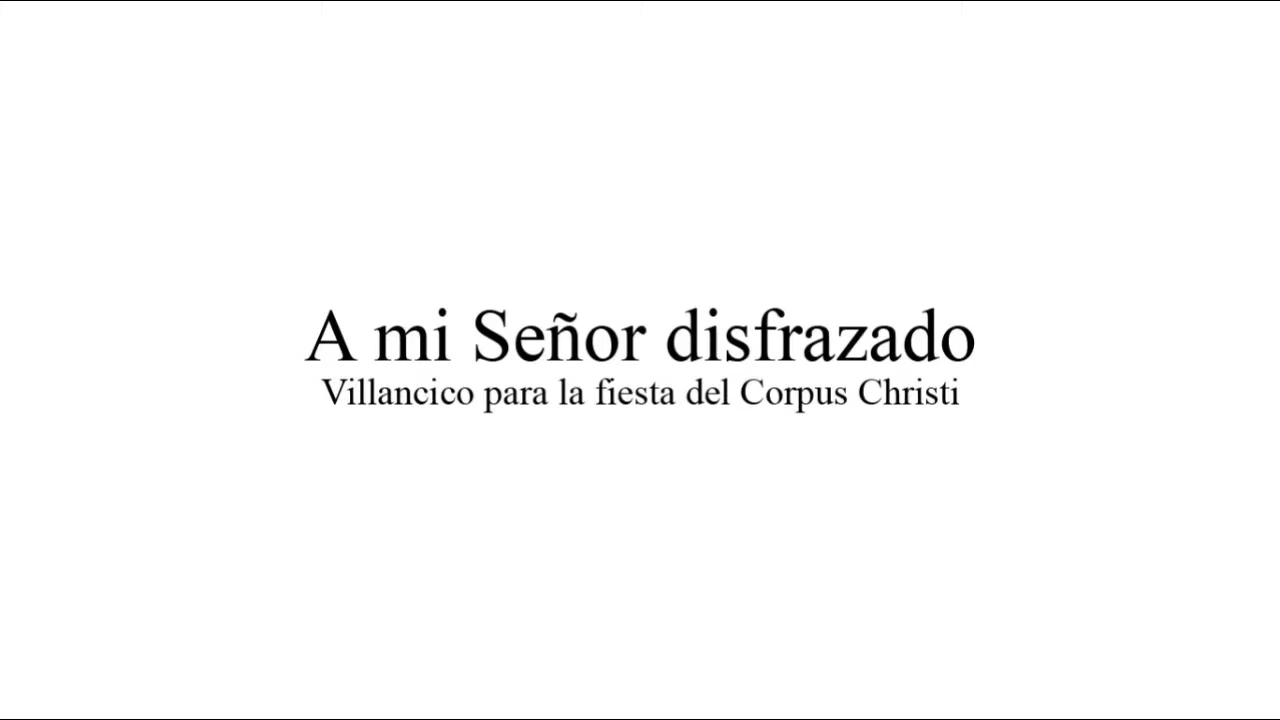 A mi Señor disfrazado
Villancico para la fiesta del Corpus Christi